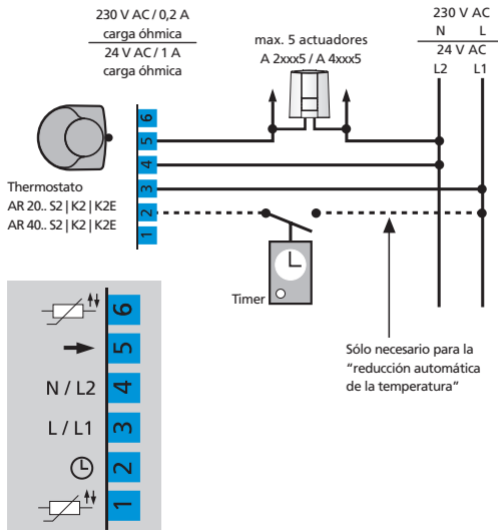 230 V AC / 0,2 A
carga óhmica
24 V AC / 1 A
carga óhmica
max. 5 actuadores
A 2xxx5 / A 4xxx5
230 V AC
N L
24 V AC
L2 L1
6
5
4
3
2
1
Thermostato
AR 20.. S2 | K2 | K2E
AR 40.. S2 | K2 | K2E
Timer
Sólo necesario para la
“reducción automática
de la temperatura”
6
5
N / L2 4
L / L1 3
2
1